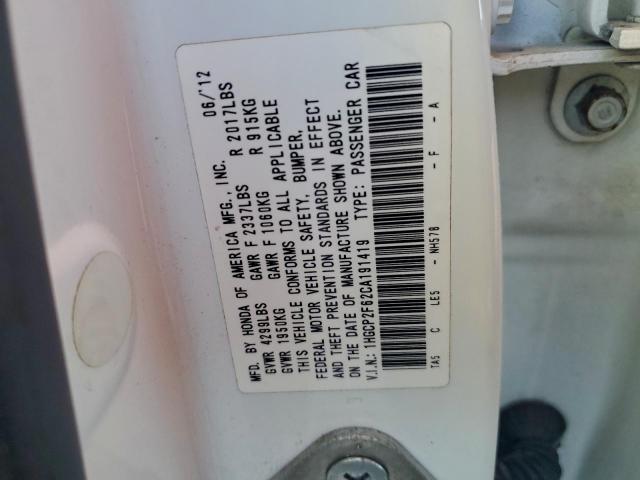 MFD. BY HONDA OF AMERICA MFG., INC. 06/'12
GVWR 4299LBS GAWR F 2337LBS R 2017LBS
GVWR 1950KG GAWR F 1060KG R 915KG
THIS VEHICLE CONFORMS TO ALL APPLICABLE
FEDERAL MOTOR VEHICLE SAFETY, BUMPER,
AND THEFT PREVENTION STANDARDS IN EFFECT
ON THE DATE OF MANUFACTURE SHOWN ABOVE.
V.I.N.: 1HGCP2F62CA191419 TYPE: PASSENGER CAR
TA5 C LE5 - NH578 - F - A